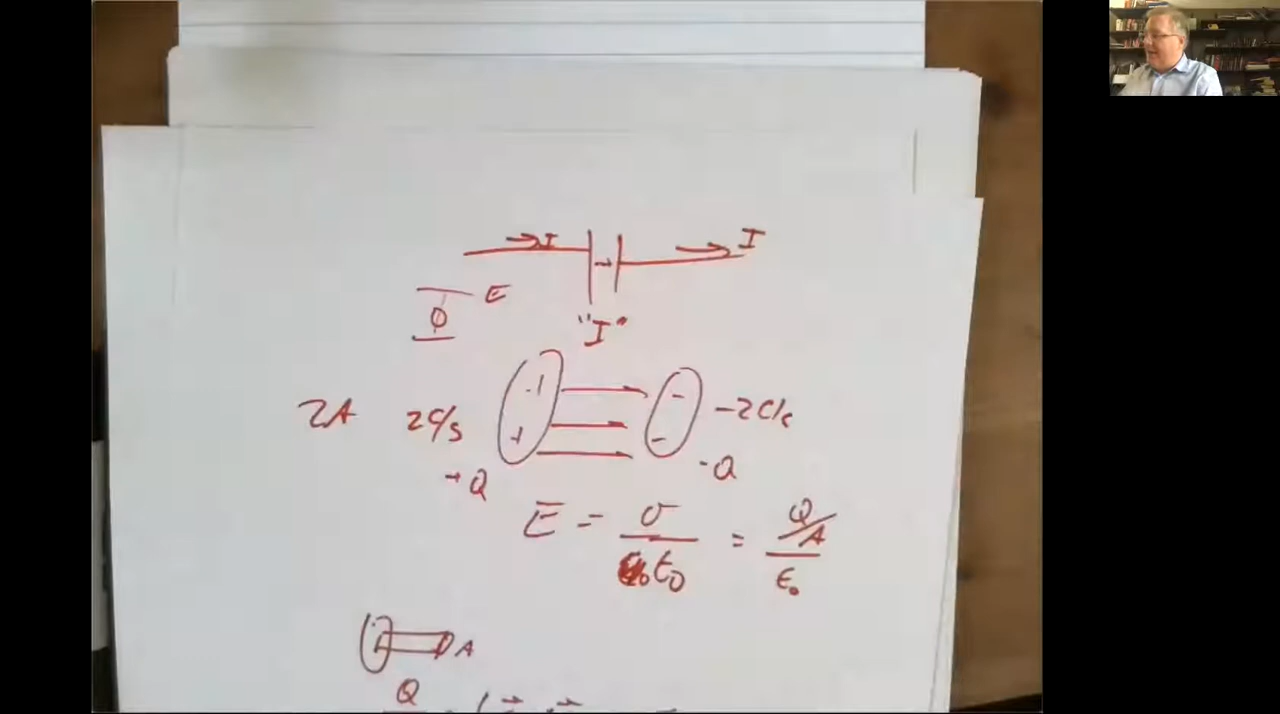 I I
E
Φ
"I"
+ -
2A 2C/s -2C/s
+ -
+Q -Q
E = σ/ε₀ = Q/A/ε₀
A
Q